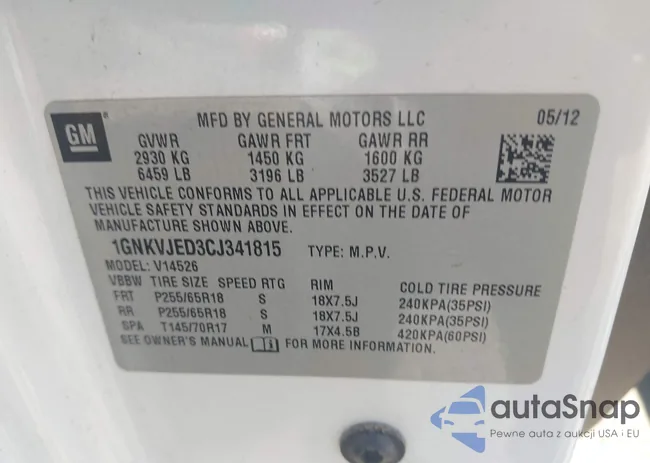 GM
MFD BY GENERAL MOTORS LLC 05/12
GVWR GAWR FRT GAWR RR
2930 KG 1450 KG 1600 KG
6459 LB 3196 LB 3527 LB
THIS VEHICLE CONFORMS TO ALL APPLICABLE U.S. FEDERAL MOTOR
VEHICLE SAFETY STANDARDS IN EFFECT ON THE DATE OF
MANUFACTURE SHOWN ABOVE.
1GNKVJED3CJ341815 TYPE: M.P.V.
MODEL: V14526
VBBW TIRE SIZE SPEED RTG RIM COLD TIRE PRESSURE
FRT P255/65R18 S 18X7.5J 240KPA(35PSI)
RR P255/65R18 S 18X7.5J 240KPA(35PSI)
SPA T145/70R17 M 17X4.5B 420KPA(60PSI)
SEE OWNER'S MANUAL i FOR MORE INFORMATION.
autaSnap
Pewne auta z aukcji USA i EU